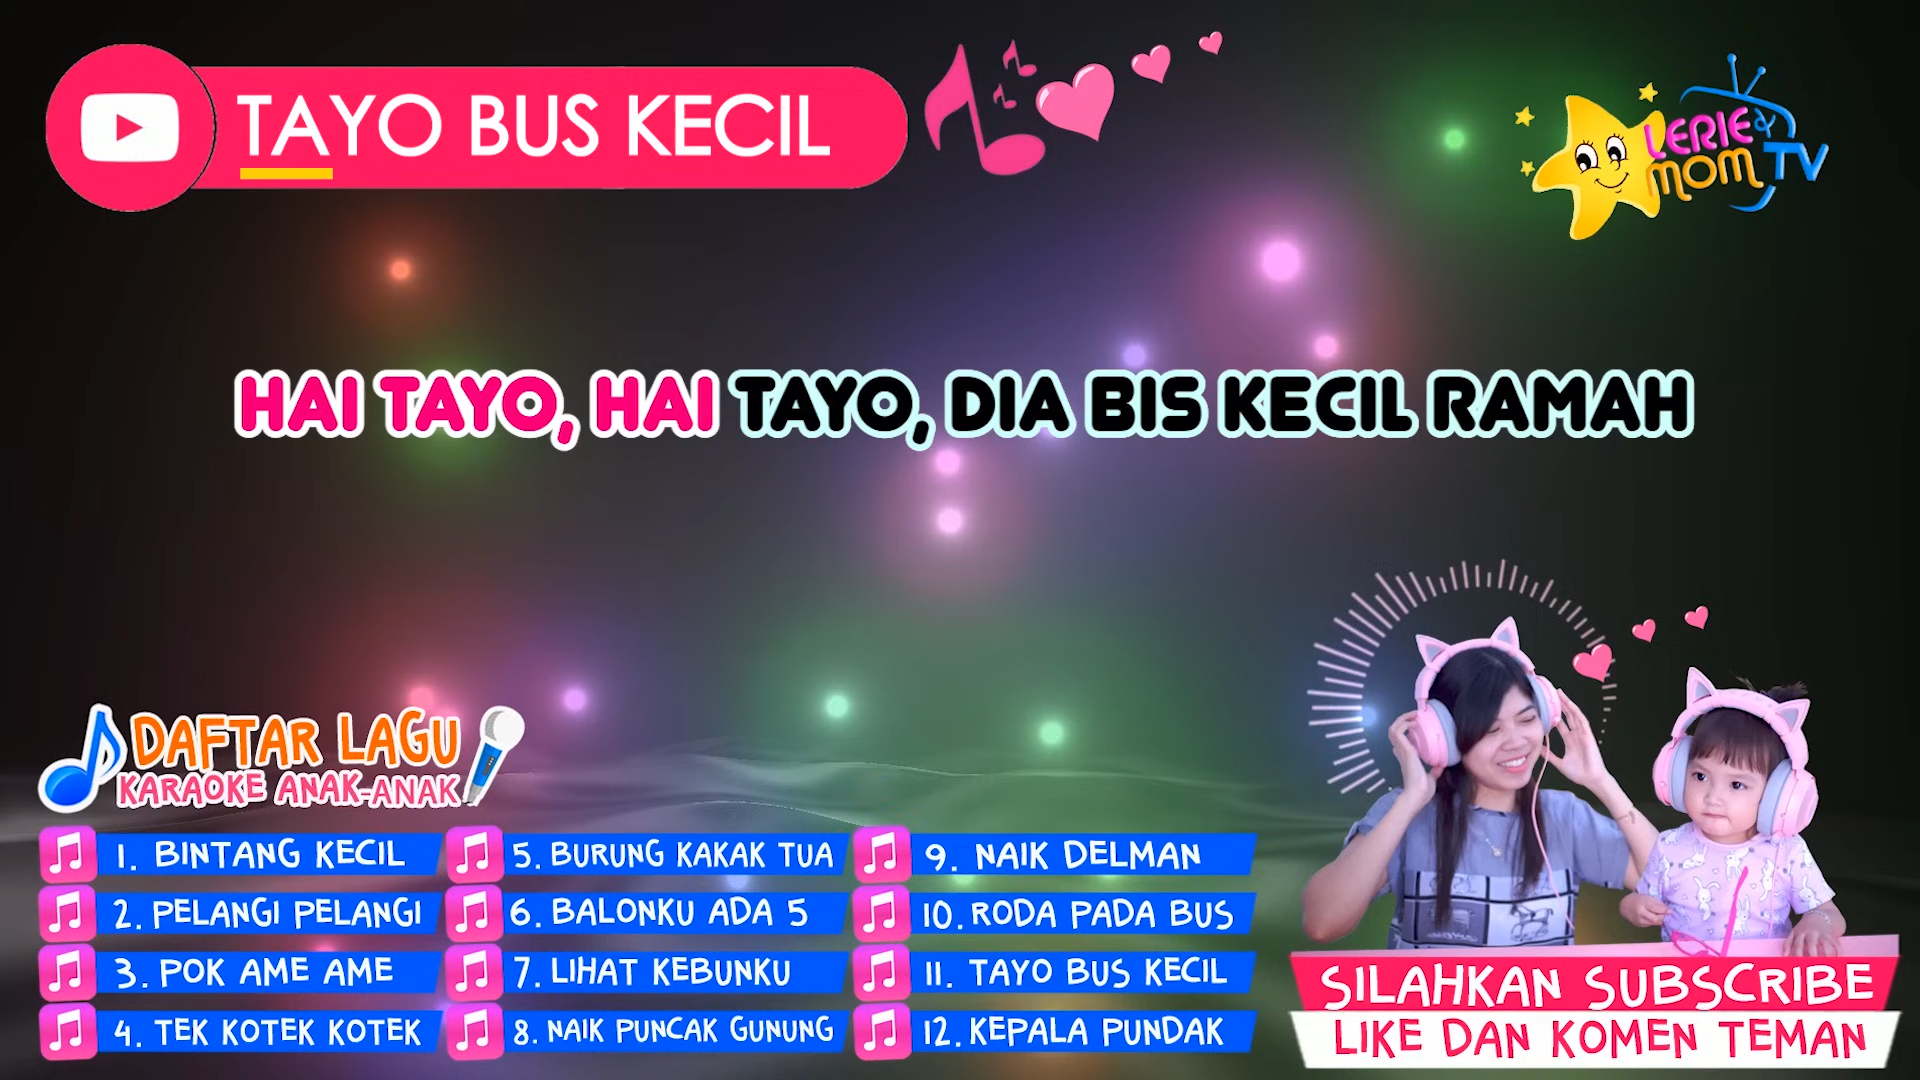 TAYO BUS KECIL
LERIE &
MOM TV
HAI TAYO, HAI TAYO, DIA BIS KECIL RAMAH
DAFTAR LAGU
KARAOKE ANAK-ANAK
1. BINTANG KECIL
2. PELANGI PELANGI
3. POK AME AME
4. TEK KOTEK KOTEK
5. BURUNG KAKAK TUA
6. BALONKU ADA 5
7. LIHAT KEBUNKU
8. NAIK PUNCAK GUNUNG
9. NAIK DELMAN
10. RODA PADA BUS
11. TAYO BUS KECIL
12. KEPALA PUNDAK
SILAHKAN SUBSCRIBE
LIKE DAN KOMEN TEMAN